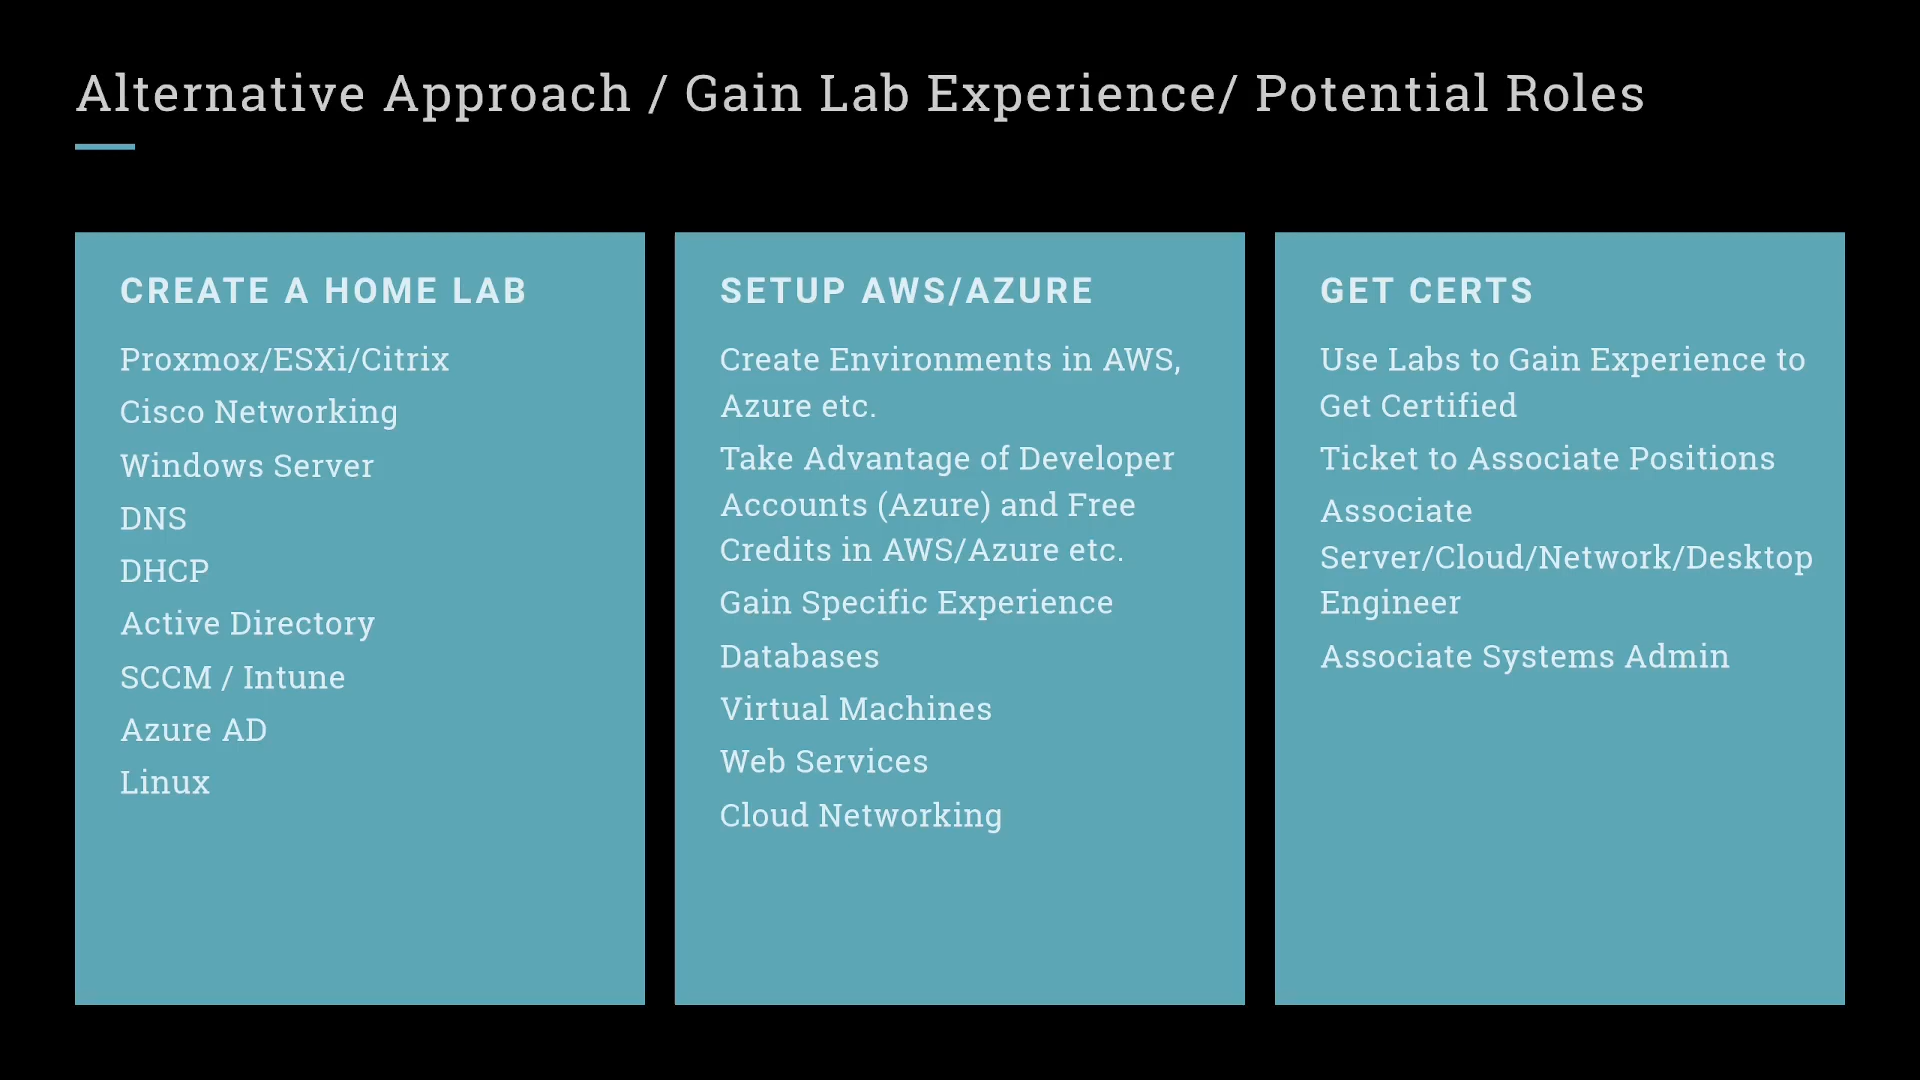 Alternative Approach / Gain Lab Experience/ Potential Roles
CREATE A HOME LAB
Proxmox/ESXi/Citrix
Cisco Networking
Windows Server
DNS
DHCP
Active Directory
SCCM / Intune
Azure AD
Linux
SETUP AWS/AZURE
Create Environments in AWS,
Azure etc.
Take Advantage of Developer
Accounts (Azure) and Free
Credits in AWS/Azure etc.
Gain Specific Experience
Databases
Virtual Machines
Web Services
Cloud Networking
GET CERTS
Use Labs to Gain Experience to
Get Certified
Ticket to Associate Positions
Associate
Server/Cloud/Network/Desktop
Engineer
Associate Systems Admin